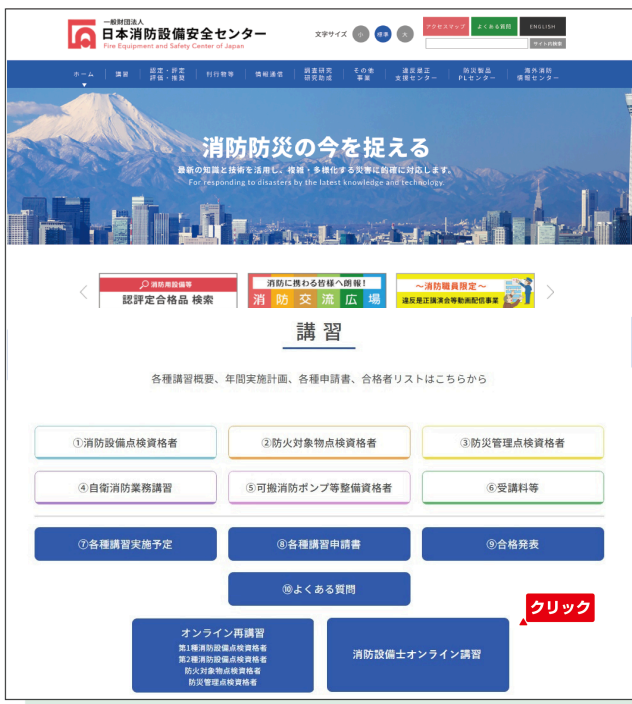 一般財団法人
日本消防設備安全センター
Fire Equipment and Safety Center of Japan
文字サイズ 小 標準 大
アクセスマップ よくある質問 ENGLISH
サイト内検索
ホーム 講習 認定・評定 評価・推奨 刊行物等 情報通信 調査研究 研究助成 その他 事業 違反是正 支援センター 防災製品 PLセンター 海外消防 情報センター
消防防災の今を捉える
最新の知識と技術を活用し、複雑・多様化する災害に的確に対応します。
For responding to disasters by the latest knowledge and technology.
消防用設備等
認評定合格品 検索
消防に携わる皆様へ朗報!
消防交流広場
～消防職員限定～
違反是正講演会等動画配信事業
講習
各種講習概要、年間実施計画、各種申請書、合格者リストはこちらから
①消防設備点検資格者 ②防火対象物点検資格者 ③防災管理点検資格者
④自衛消防業務講習 ⑤可搬消防ポンプ等整備資格者 ⑥受講料等
⑦各種講習実施予定 ⑧各種講習申請書 ⑨合格発表
⑩よくある質問
クリック
オンライン再講習
第1種消防設備点検資格者
第2種消防設備点検資格者
防火対象物点検資格者
防災管理点検資格者
消防設備士オンライン講習